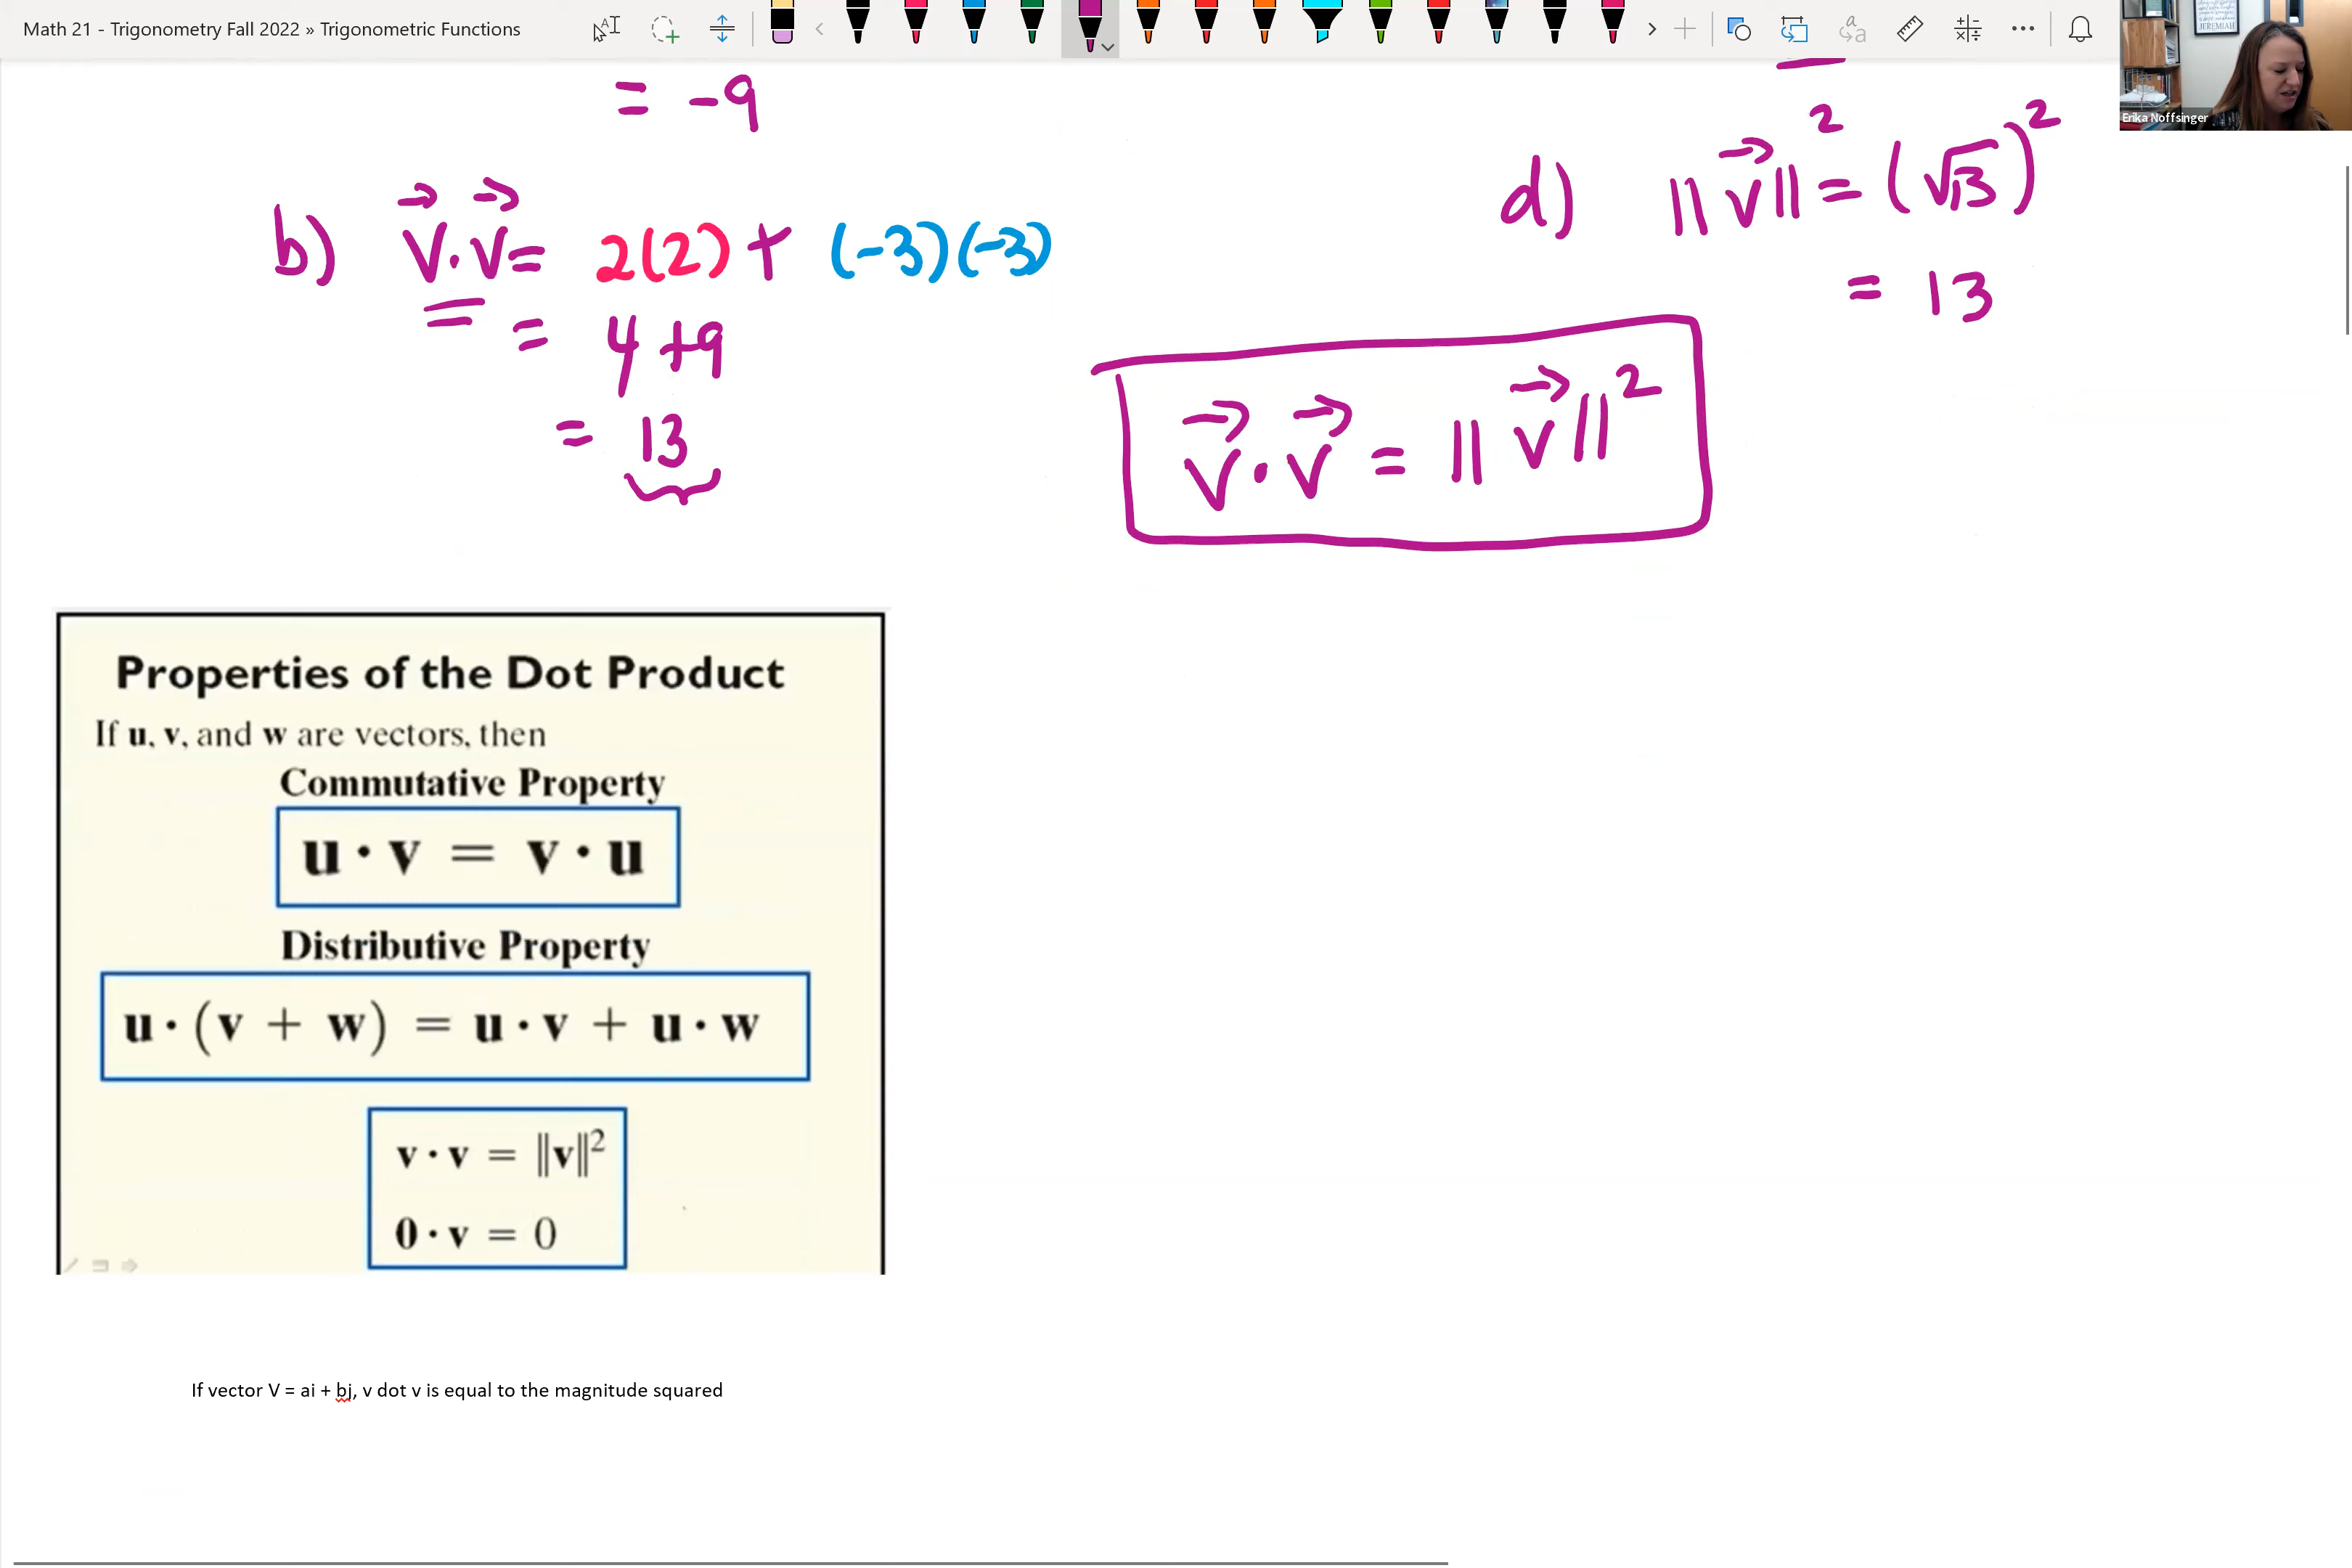 Math 21 - Trigonometry Fall 2022 » Trigonometric Functions
JEREMIAH
Erika Noffsinger
= -9
b) v⃗·v⃗ = 2(2) + (-3)(-3)
= 4+9
= 13
d) ||v⃗||² = (√13)²
= 13
v⃗·v⃗ = ||v⃗||²
Properties of the Dot Product
If u, v, and w are vectors, then
Commutative Property
u · v = v · u
Distributive Property
u · (v + w) = u · v + u · w
v · v = ||v||²
0 · v = 0
If vector V = ai + bj, v dot v is equal to the magnitude squared